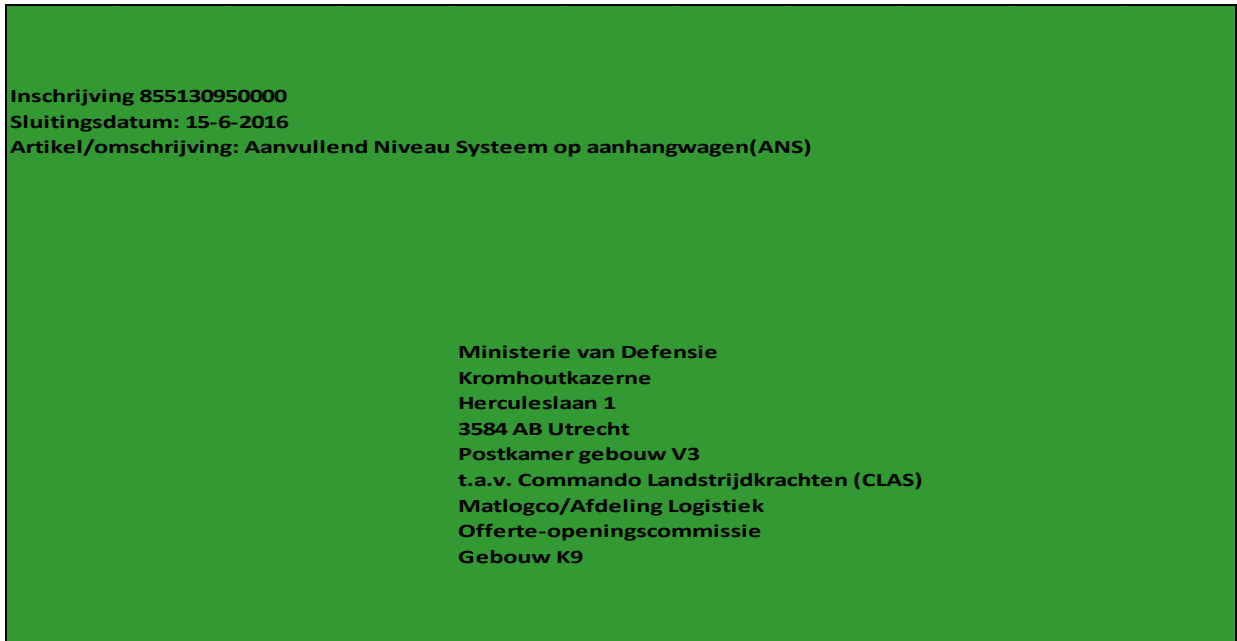 Inschrijving 855130950000
Sluitingsdatum: 15-6-2016
Artikel/omschrijving: Aanvullend Niveau Systeem op aanhangwagen(ANS)
Ministerie van Defensie
Kromhoutkazerne
Herculeslaan 1
3584 AB Utrecht
Postkamer gebouw V3
t.a.v. Commando Landstrijdkrachten (CLAS)
Matlogco/Afdeling Logistiek
Offerte-openingscommissie
Gebouw K9